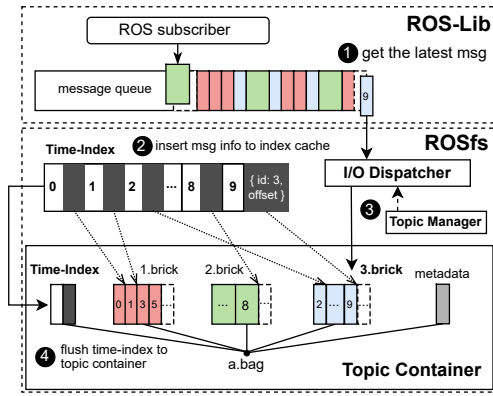 ROS-Lib
ROS subscriber
1 get the latest msg
message queue
9
ROSfs
Time-Index
2 insert msg info to index cache
0 1 2 ... 8 9 { id: 3, offset }
I/O Dispatcher
3
Topic Manager
Time-Index
1.brick
2.brick
3.brick
metadata
0 1 3 5 ...
... 8 ...
2 ... 9 ...
4 flush time-index to
topic container
a.bag
Topic Container